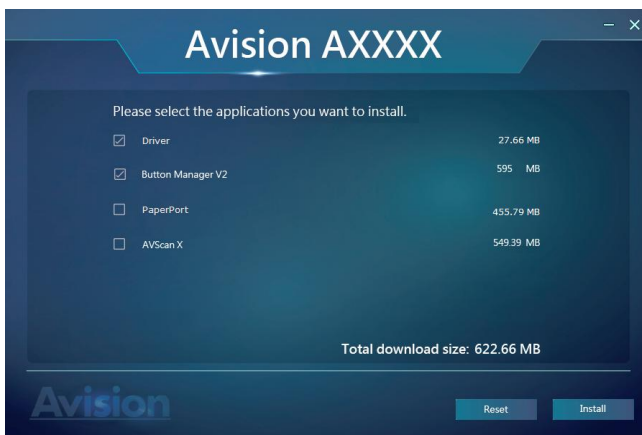 Avision AXXXX
Please select the applications you want to install.
Driver 27.66 MB
Button Manager V2 595 MB
PaperPort 455.79 MB
AVScan X 549.39 MB
Total download size: 622.66 MB
Avision
Reset Install